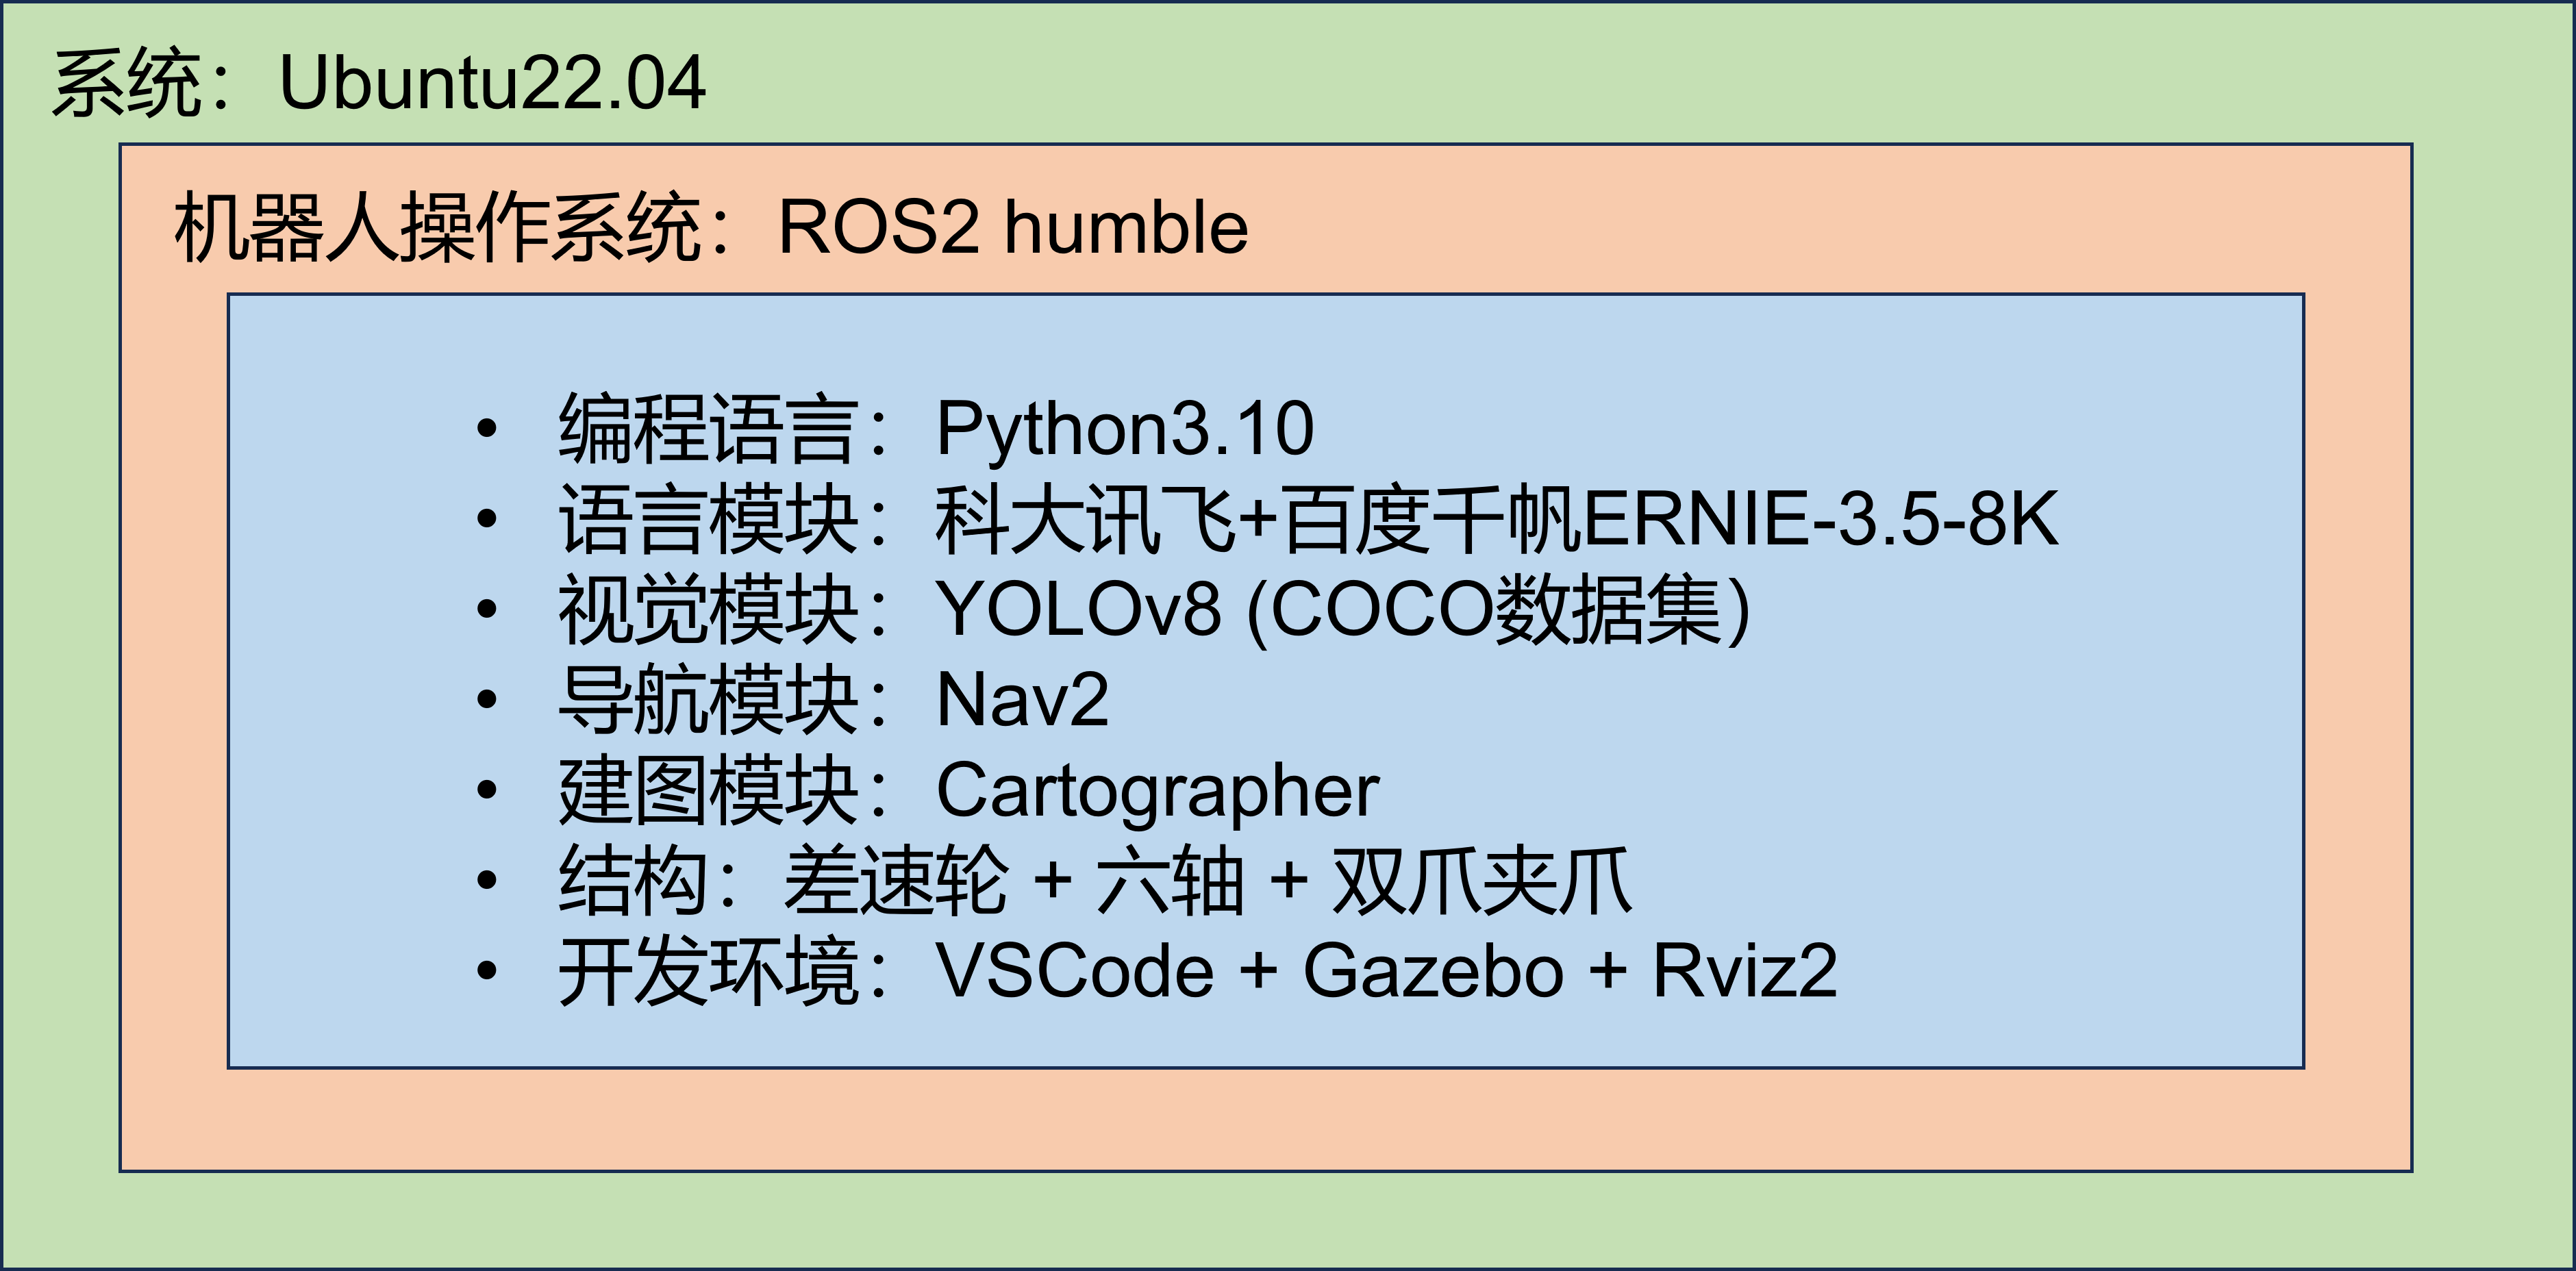 系统：Ubuntu22.04
机器人操作系统：ROS2 humble
• 编程语言：Python3.10
• 语言模块：科大讯飞+百度千帆ERNIE-3.5-8K
• 视觉模块：YOLOv8 (COCO数据集）
• 导航模块：Nav2
• 建图模块：Cartographer
• 结构：差速轮 + 六轴 + 双爪夹爪
• 开发环境：VSCode + Gazebo + Rviz2